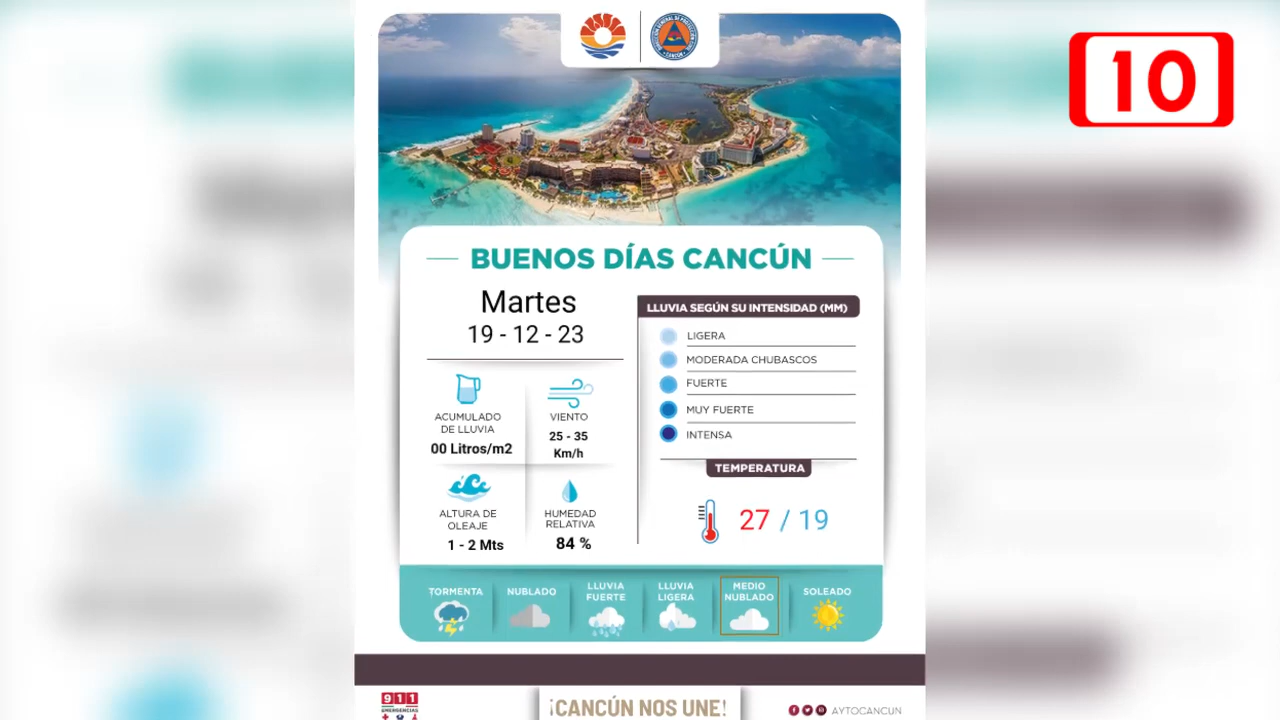 10
BUENOS DÍAS CANCÚN
Martes
19 - 12 - 23
ACUMULADO
DE LLUVIA
00 Litros/m2
VIENTO
25 - 35
Km/h
ALTURA DE
OLEAJE
1 - 2 Mts
HUMEDAD
RELATIVA
84 %
LLUVIA SEGÚN SU INTENSIDAD (MM)
LIGERA
MODERADA CHUBASCOS
FUERTE
MUY FUERTE
INTENSA
TEMPERATURA
27 / 19
TORMENTA
NUBLADO
LLUVIA
FUERTE
LLUVIA
LIGERA
MEDIO
NUBLADO
SOLEADO
911
EMERGENCIAS
¡CANCÚN NOS UNE!
AYTOCANCUN